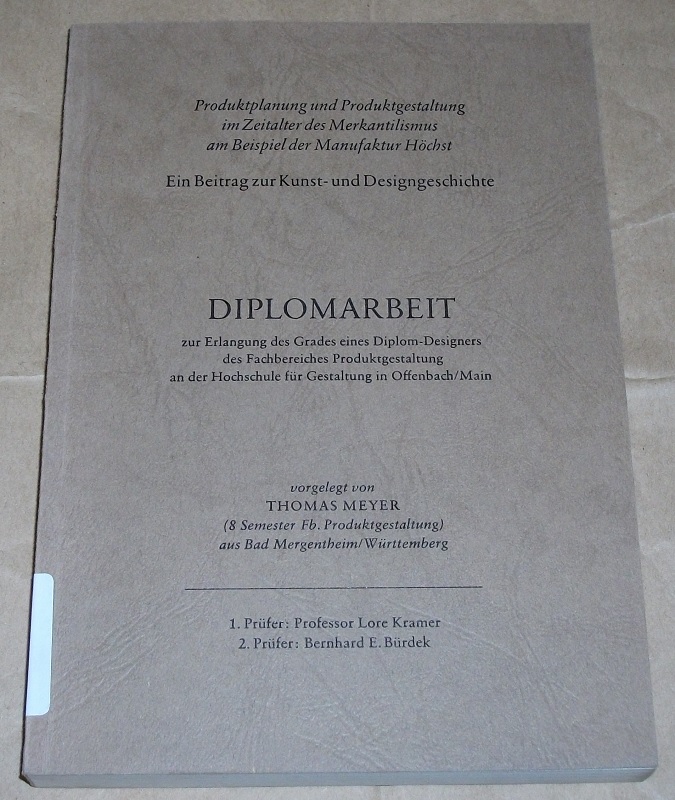 Produktplanung und Produktgestaltung
im Zeitalter des Merkantilismus
am Beispiel der Manufaktur Höchst
Ein Beitrag zur Kunst- und Designgeschichte
DIPLOMARBEIT
zur Erlangung des Grades eines Diplom-Designers
des Fachbereiches Produktgestaltung
an der Hochschule für Gestaltung in Offenbach/Main
vorgelegt von
THOMAS MEYER
(8 Semester Fb. Produktgestaltung)
aus Bad Mergentheim/Württemberg
1. Prüfer: Professor Lore Kramer
2. Prüfer: Bernhard E. Bürdek